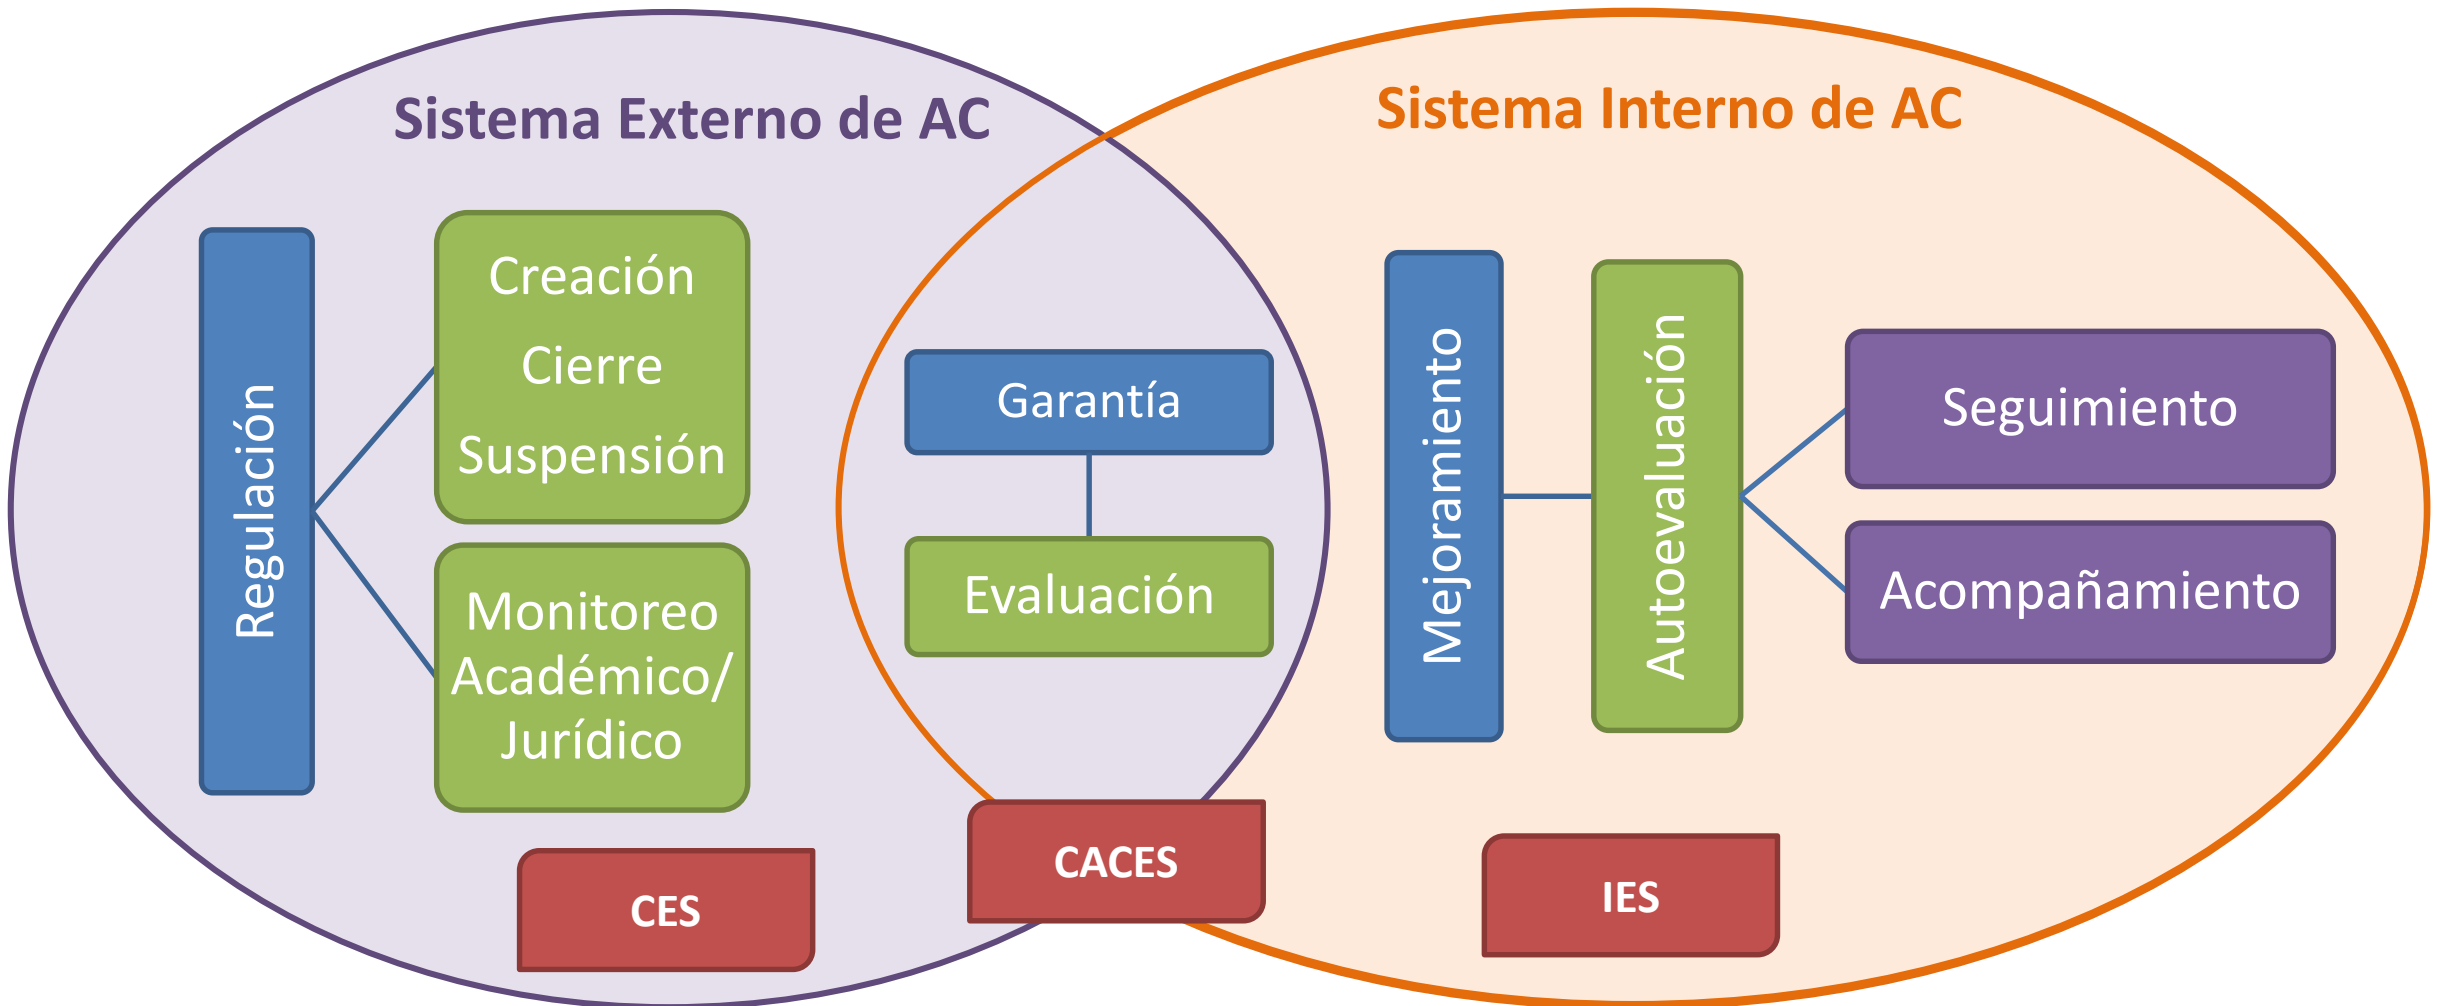 Sistema Externo de AC
Regulación
Creación
Cierre
Suspensión
Monitoreo
Académico/
Jurídico
CES
Garantía
Evaluación
CACES
Sistema Interno de AC
Mejoramiento
Autoevaluación
Seguimiento
Acompañamiento
IES